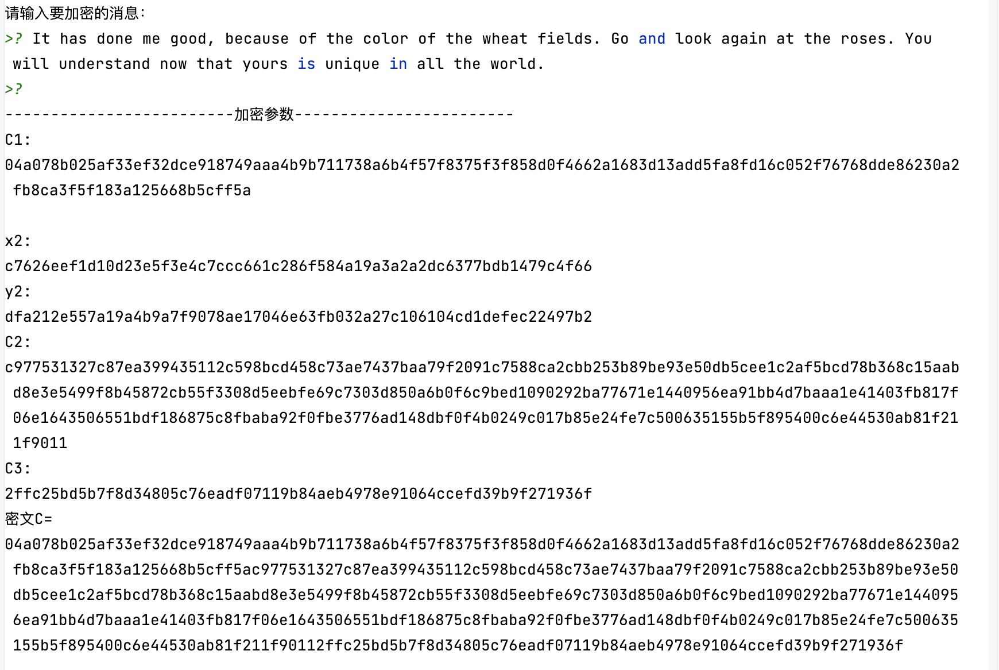 请输入要加密的消息：
>? It has done me good, because of the color of the wheat fields. Go and look again at the roses. You
will understand now that yours is unique in all the world.
>?
-------------------------加密参数------------------------
C1:
04a078b025af33ef32dce918749aaa4b9b711738a6b4f57f8375f3f858d0f4662a1683d13add5fa8fd16c052f76768dde86230a2
fb8ca3f5f183a125668b5cff5a
x2:
c7626eef1d10d23e5f3e4c7ccc661c286f584a19a3a2a2dc6377bdb1479c4f66
y2:
dfa212e557a19a4b9a7f9078ae17046e63fb032a27c106104cd1defec22497b2
C2:
c977531327c87ea399435112c598bcd458c73ae7437baa79f2091c7588ca2cbb253b89be93e50db5cee1c2af5bcd78b368c15aab
d8e3e5499f8b45872cb55f3308d5eebfe69c7303d850a6b0f6c9bed1090292ba77671e1440956ea91bb4d7baaa1e41403fb817f
06e1643506551bdf186875c8fbaba92f0fbe3776ad148dbf0f4b0249c017b85e24fe7c500635155b5f895400c6e44530ab81f21
1f9011
C3:
2ffc25bd5b7f8d34805c76eadf07119b84aeb4978e91064ccefd39b9f271936f
密文C=
04a078b025af33ef32dce918749aaa4b9b711738a6b4f57f8375f3f858d0f4662a1683d13add5fa8fd16c052f76768dde86230a2
fb8ca3f5f183a125668b5cff5ac977531327c87ea399435112c598bcd458c73ae7437baa79f2091c7588ca2cbb253b89be93e50
db5cee1c2af5bcd78b368c15aabd8e3e5499f8b45872cb55f3308d5eebfe69c7303d850a6b0f6c9bed1090292ba77671e144095
6ea91bb4d7baaa1e41403fb817f06e1643506551bdf186875c8fbaba92f0fbe3776ad148dbf0f4b0249c017b85e24fe7c500635
155b5f895400c6e44530ab81f211f90112ffc25bd5b7f8d34805c76eadf07119b84aeb4978e91064ccefd39b9f271936f